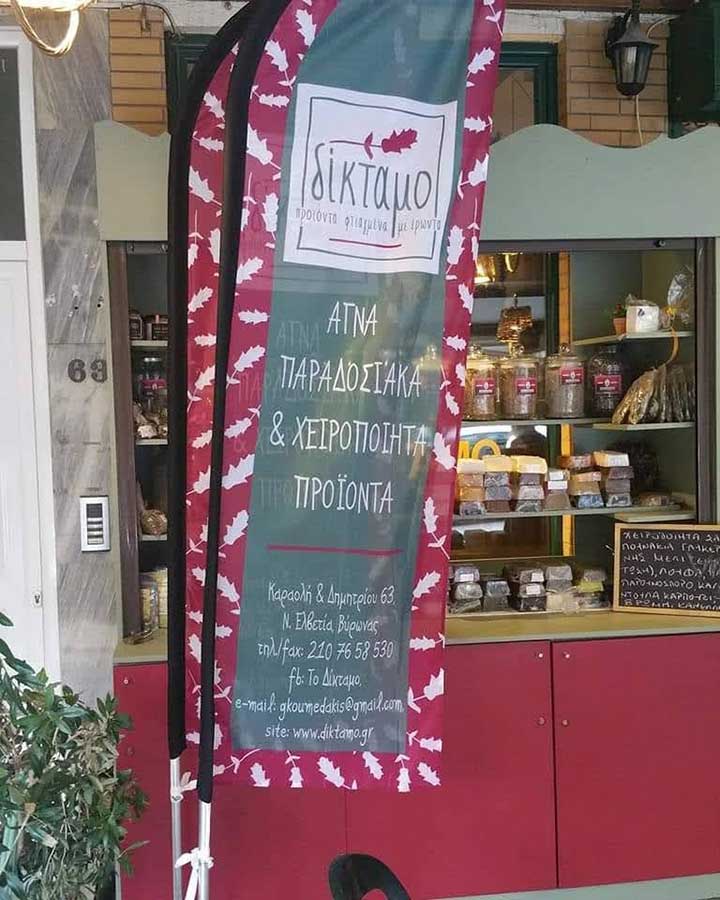 δίκταμο
προϊόντα φτιαγμένα με έρωντα
ΑΓΝΑ
ΠΑΡΑΔΟΣΙΑΚΑ
& ΧΕΙΡΟΠΟΙΗΤΑ
ΠΡΟΪΟΝΤΑ
Καραολή & Δημητρίου 63,
Ν. Ελβετία, Βύρωνας
τηλ/fax: 210 76 58 530
fb: Το Δίκταμο,
e-mail: gkoumedakis@gmail.com
site: www.diktamo.gr
63
ΧΕΙΡΟΠΟΙΗΤΑ